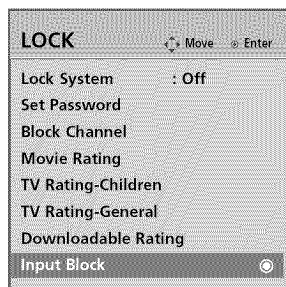 LOCK Move Enter
Lock System : Off
Set Password
Block Channel
Movie Rating
TV Rating-Children
TV Rating-General
Downloadable Rating
Input Block